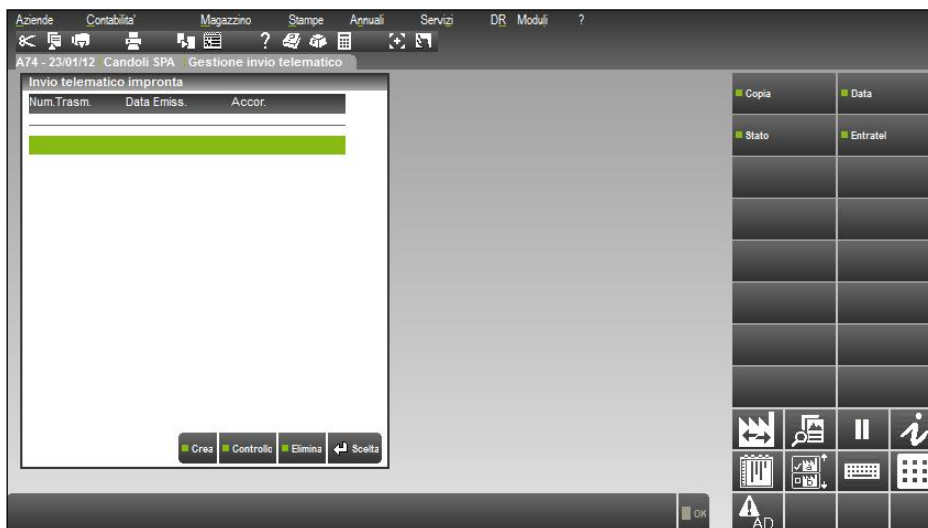 Aziende Contabilita' Magazzino Stampe Annuali Servizi DR Moduli ?
?
A74 - 23/01/12 Candoli SPA Gestione invio telematico
Invio telematico impronta
Num.Trasm. Data Emiss. Accor.
Copia Data
Stato Entratel
Crea Controllo Elimina Scelta
OK
AD